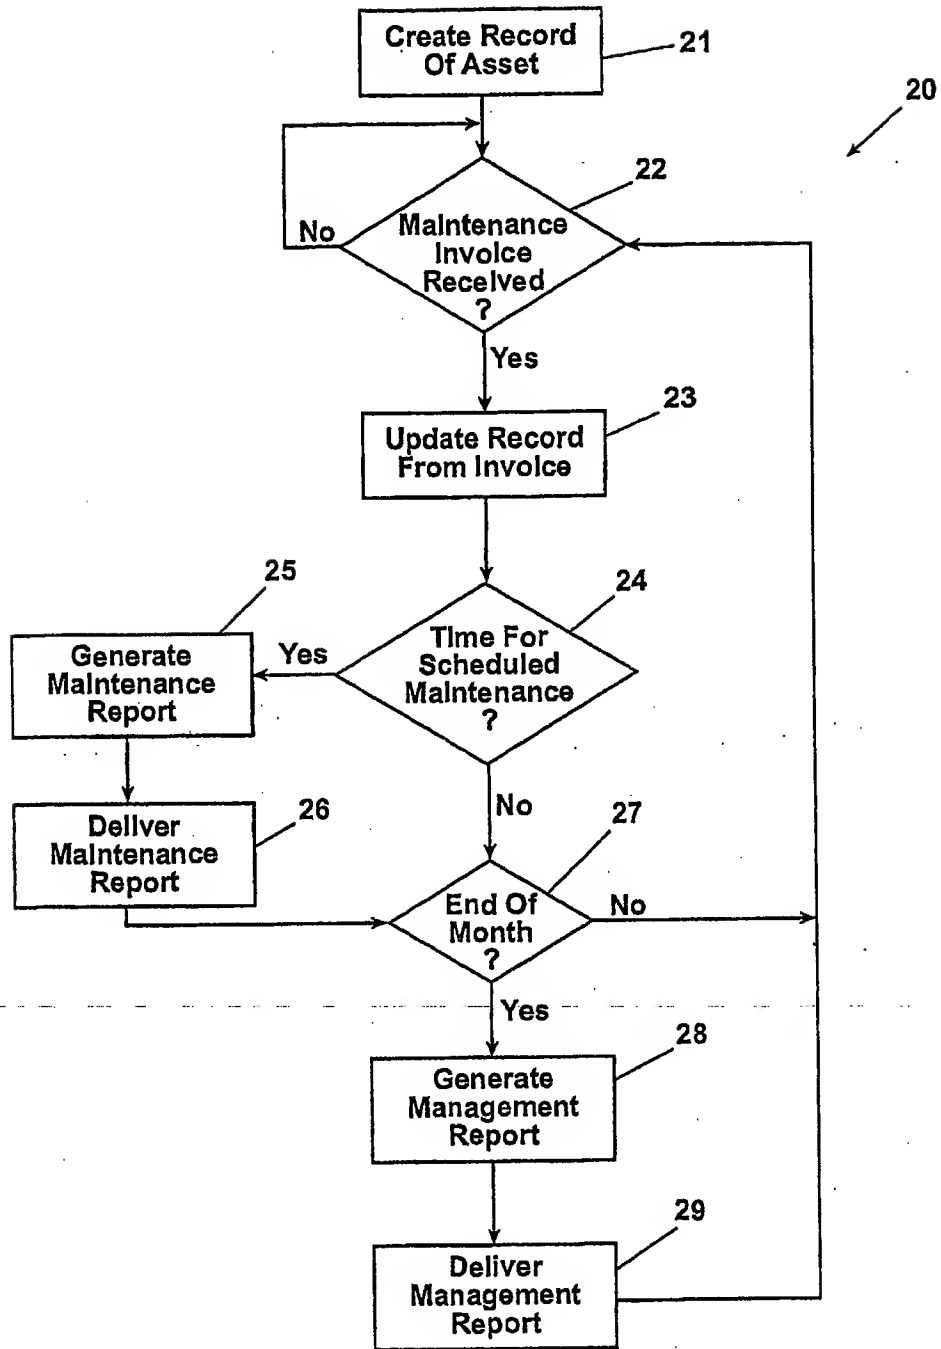 Create Record
Of Asset
21
20
22
No
Maintenance
Invoice
Received
?
Yes
23
Update Record
From Invoice
25
24
Generate
Maintenance
Report
Yes
Time For
Scheduled
Maintenance
?
No
26
27
Deliver
Maintenance
Report
End Of
Month
?
No
Yes
28
Generate
Management
Report
29
Deliver
Management
Report